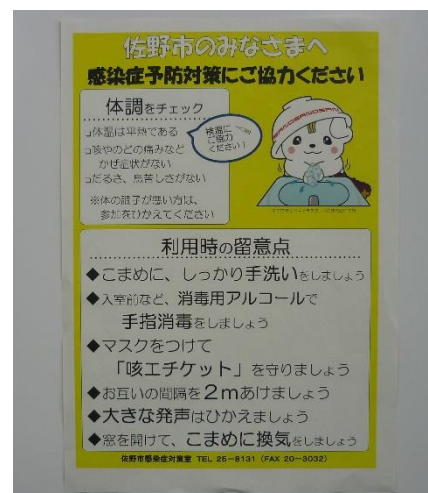 佐野市のみなさまへ
感染症予防対策にご協力ください
体調をチェック
□体温は平熱である
□咳やのどの痛みなど
かぜ症状がない
□だるさ、息苦しさがない
※体の調子が悪い方は、
参加をひかえてください
検温に
ご協力
ください！
利用時の留意点
◆こまめに、しっかり手洗いをしましょう
◆入室前など、消毒用アルコールで
手指消毒をしましょう
◆マスクをつけて
「咳エチケット」を守りましょう
◆お互いの間隔を2mあけましょう
◆大きな発声はひかえましょう
◆窓を開けて、こまめに換気をしましょう
佐野市感染症対策室 TEL 25-8131 (FAX 20-3032)